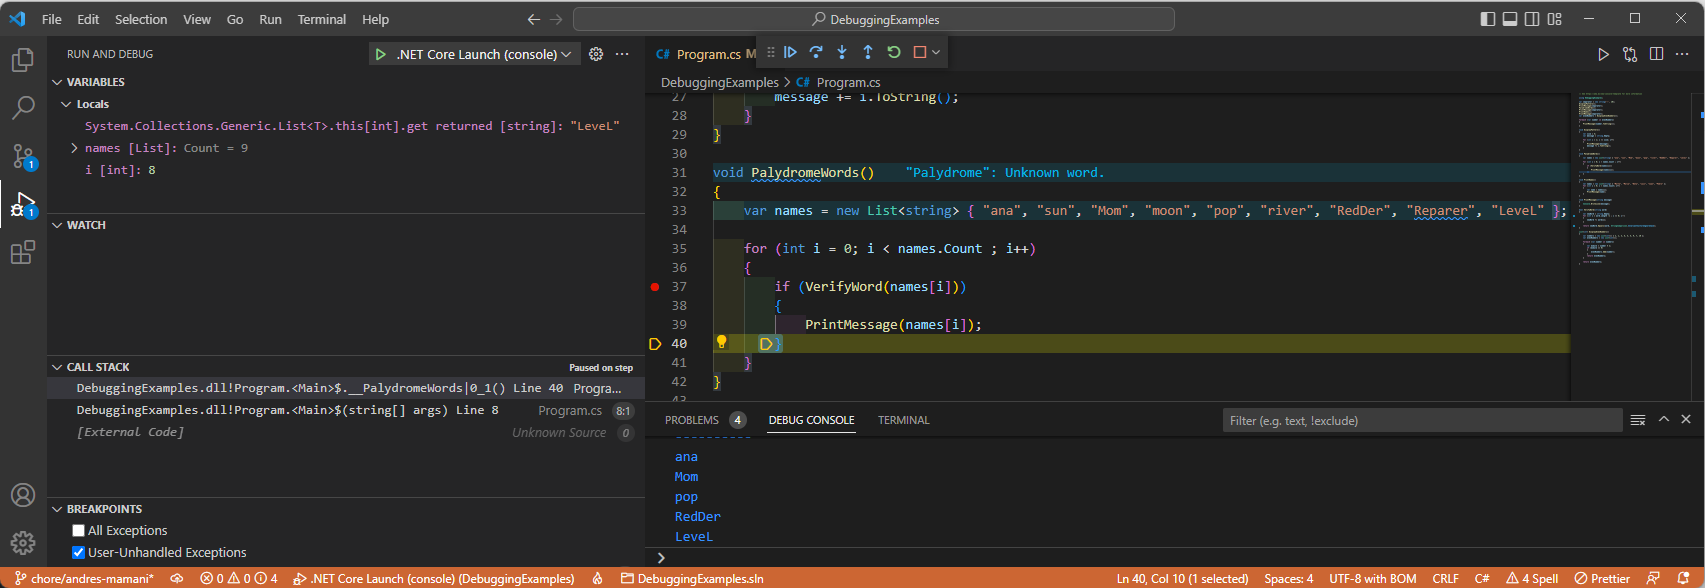 File Edit Selection View Go Run Terminal Help
DebuggingExamples
RUN AND DEBUG
.NET Core Launch (console)
VARIABLES
Locals
System.Collections.Generic.List<T>.this[int].get returned [string]: "LeveL"
names [List]: Count = 9
i [int]: 8
WATCH
CALL STACK Paused on step
DebuggingExamples.dll!Program.<Main>$.__PalydromeWords|0_1() Line 40 Progra...
DebuggingExamples.dll!Program.<Main>$(string[] args) Line 8 Program.cs 8:1
[External Code] Unknown Source 0
BREAKPOINTS
All Exceptions
User-Unhandled Exceptions
1
1
C# Program.cs M
DebuggingExamples > C# Program.cs
27 message += i.ToString();
28 }
29 }
30
31 void PalydromeWords() "Palydrome": Unknown word.
32 {
33 var names = new List<string> { "ana", "sun", "Mom", "moon", "pop", "river", "RedDer", "Reparer", "LeveL" };
34
35 for (int i = 0; i < names.Count ; i++)
36 {
37 if (VerifyWord(names[i]))
38 {
39 PrintMessage(names[i]);
40 }
41 }
42 }
43
PROBLEMS 4 DEBUG CONSOLE TERMINAL
Filter (e.g. text, !exclude)
ana
Mom
pop
RedDer
LeveL
>
chore/andres-mamani* 0 0 4 .NET Core Launch (console) (DebuggingExamples) DebuggingExamples.sln
Ln 40, Col 10 (1 selected) Spaces: 4 UTF-8 with BOM CRLF C# 4 Spell Prettier